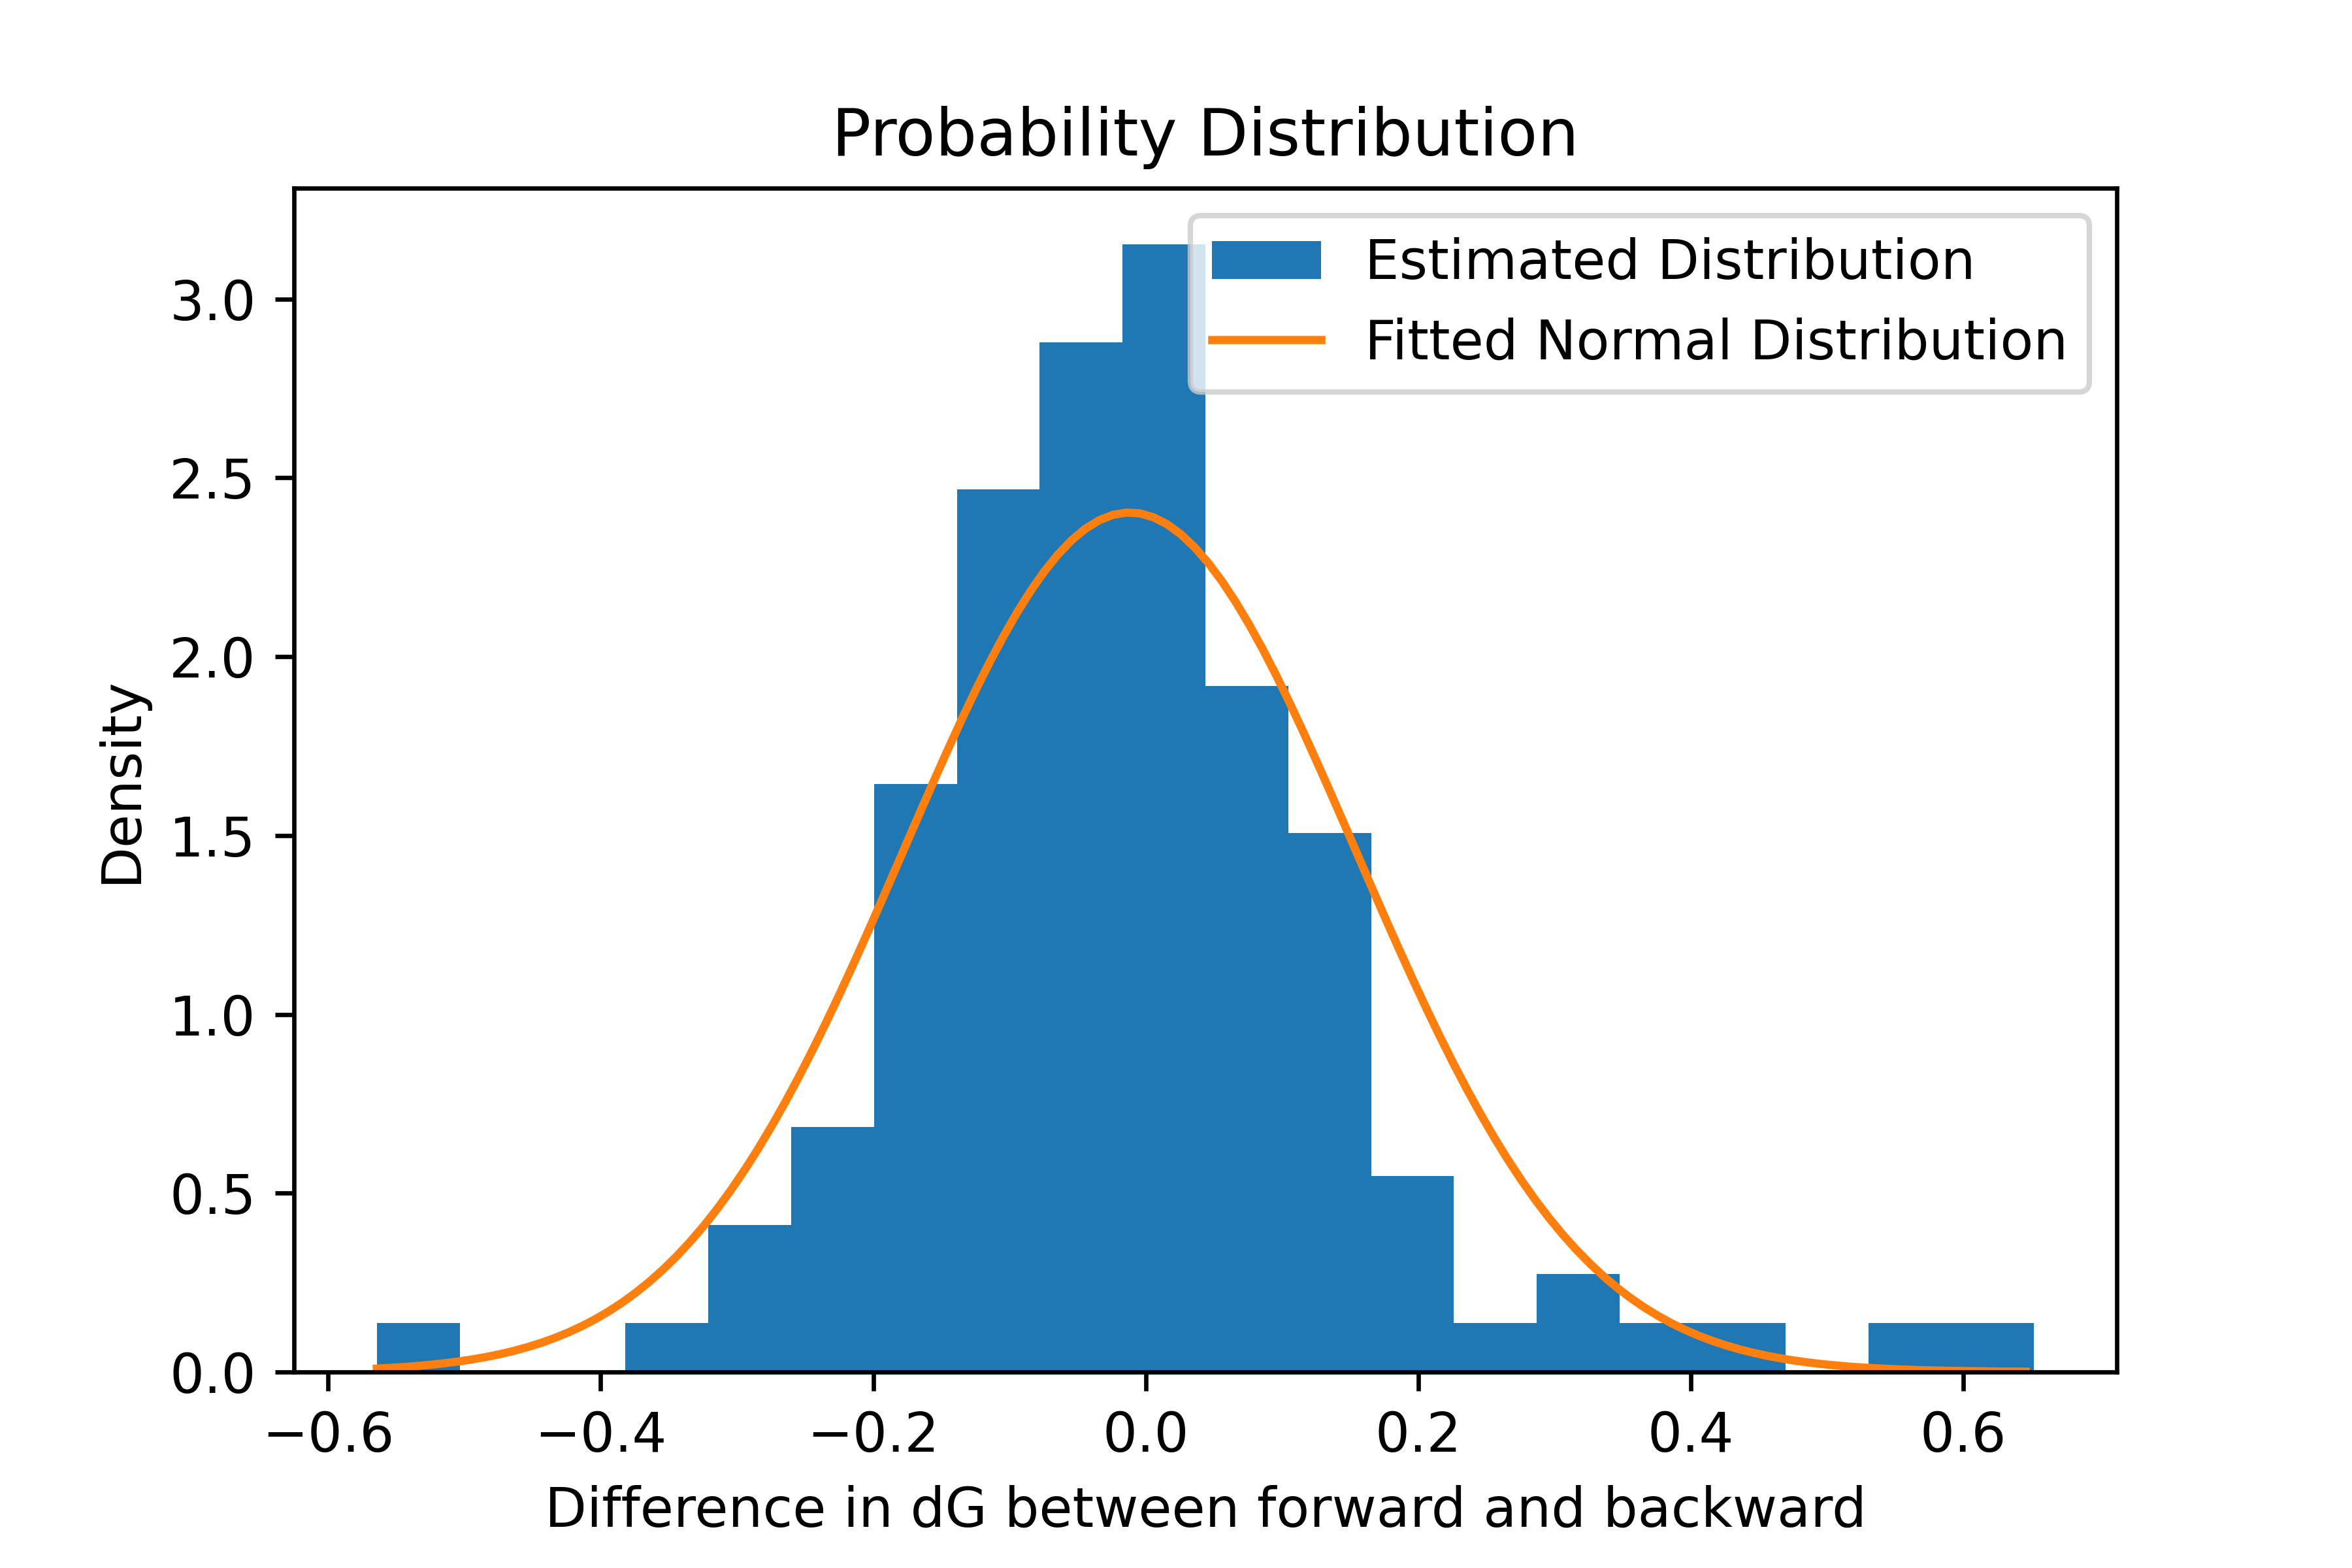 Probability Distribution
Estimated Distribution
Fitted Normal Distribution
3.0
2.5
2.0
1.5
1.0
0.5
0.0
Density
−0.6 −0.4 −0.2 0.0 0.2 0.4 0.6
Difference in dG between forward and backward